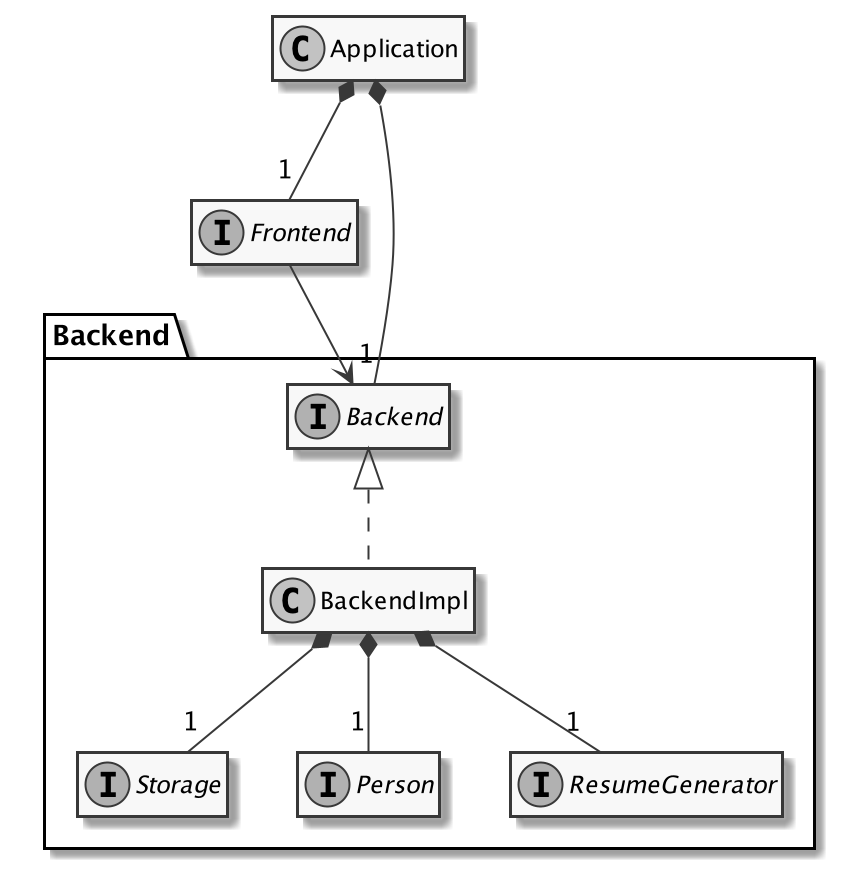 C Application
1
I Frontend
Backend
1
I Backend
C BackendImpl
1 1 1
I Storage I Person I ResumeGenerator